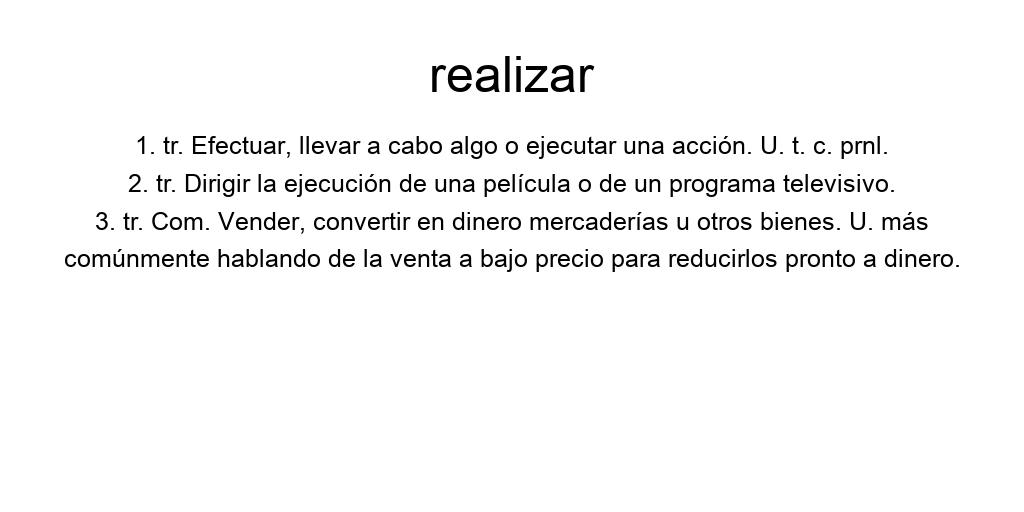 realizar
1. tr. Efectuar, llevar a cabo algo o ejecutar una acción. U. t. c. prnl.
2. tr. Dirigir la ejecución de una película o de un programa televisivo.
3. tr. Com. Vender, convertir en dinero mercaderías u otros bienes. U. más
comúnmente hablando de la venta a bajo precio para reducirlos pronto a dinero.